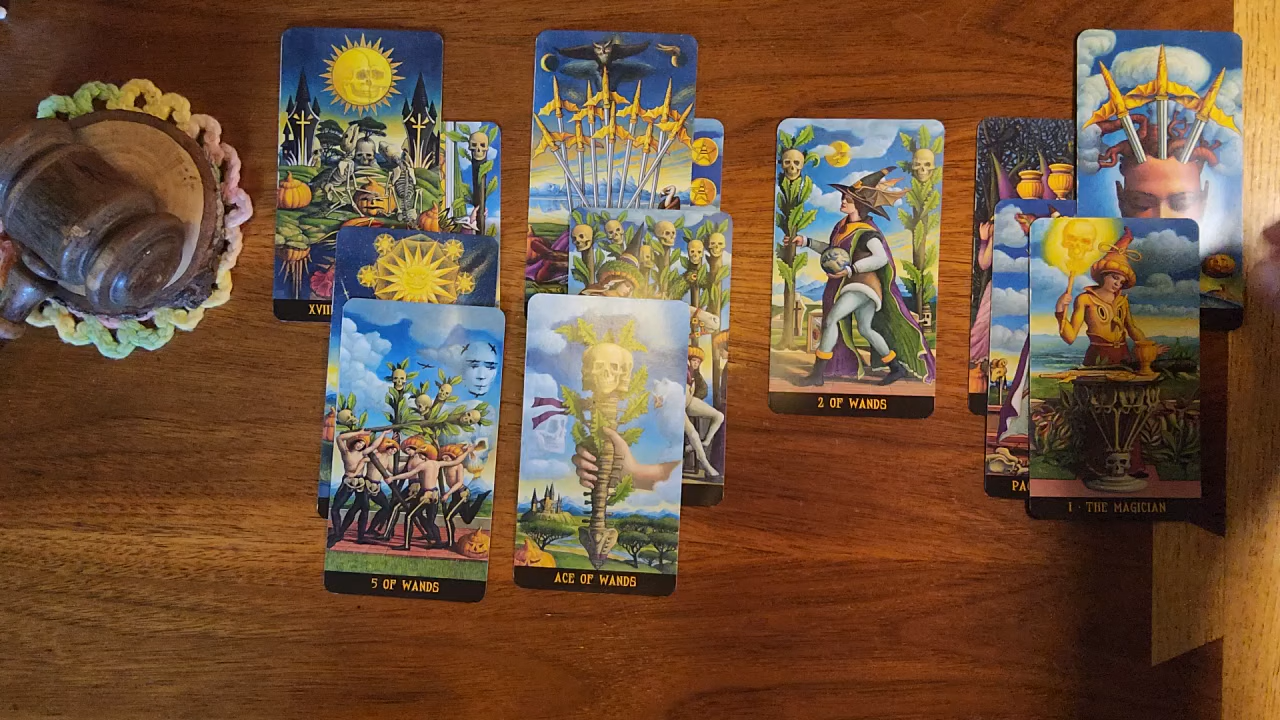 XVIII
2 OF WANDS
PA
I · THE MAGICIAN
5 OF WANDS
ACE OF WANDS